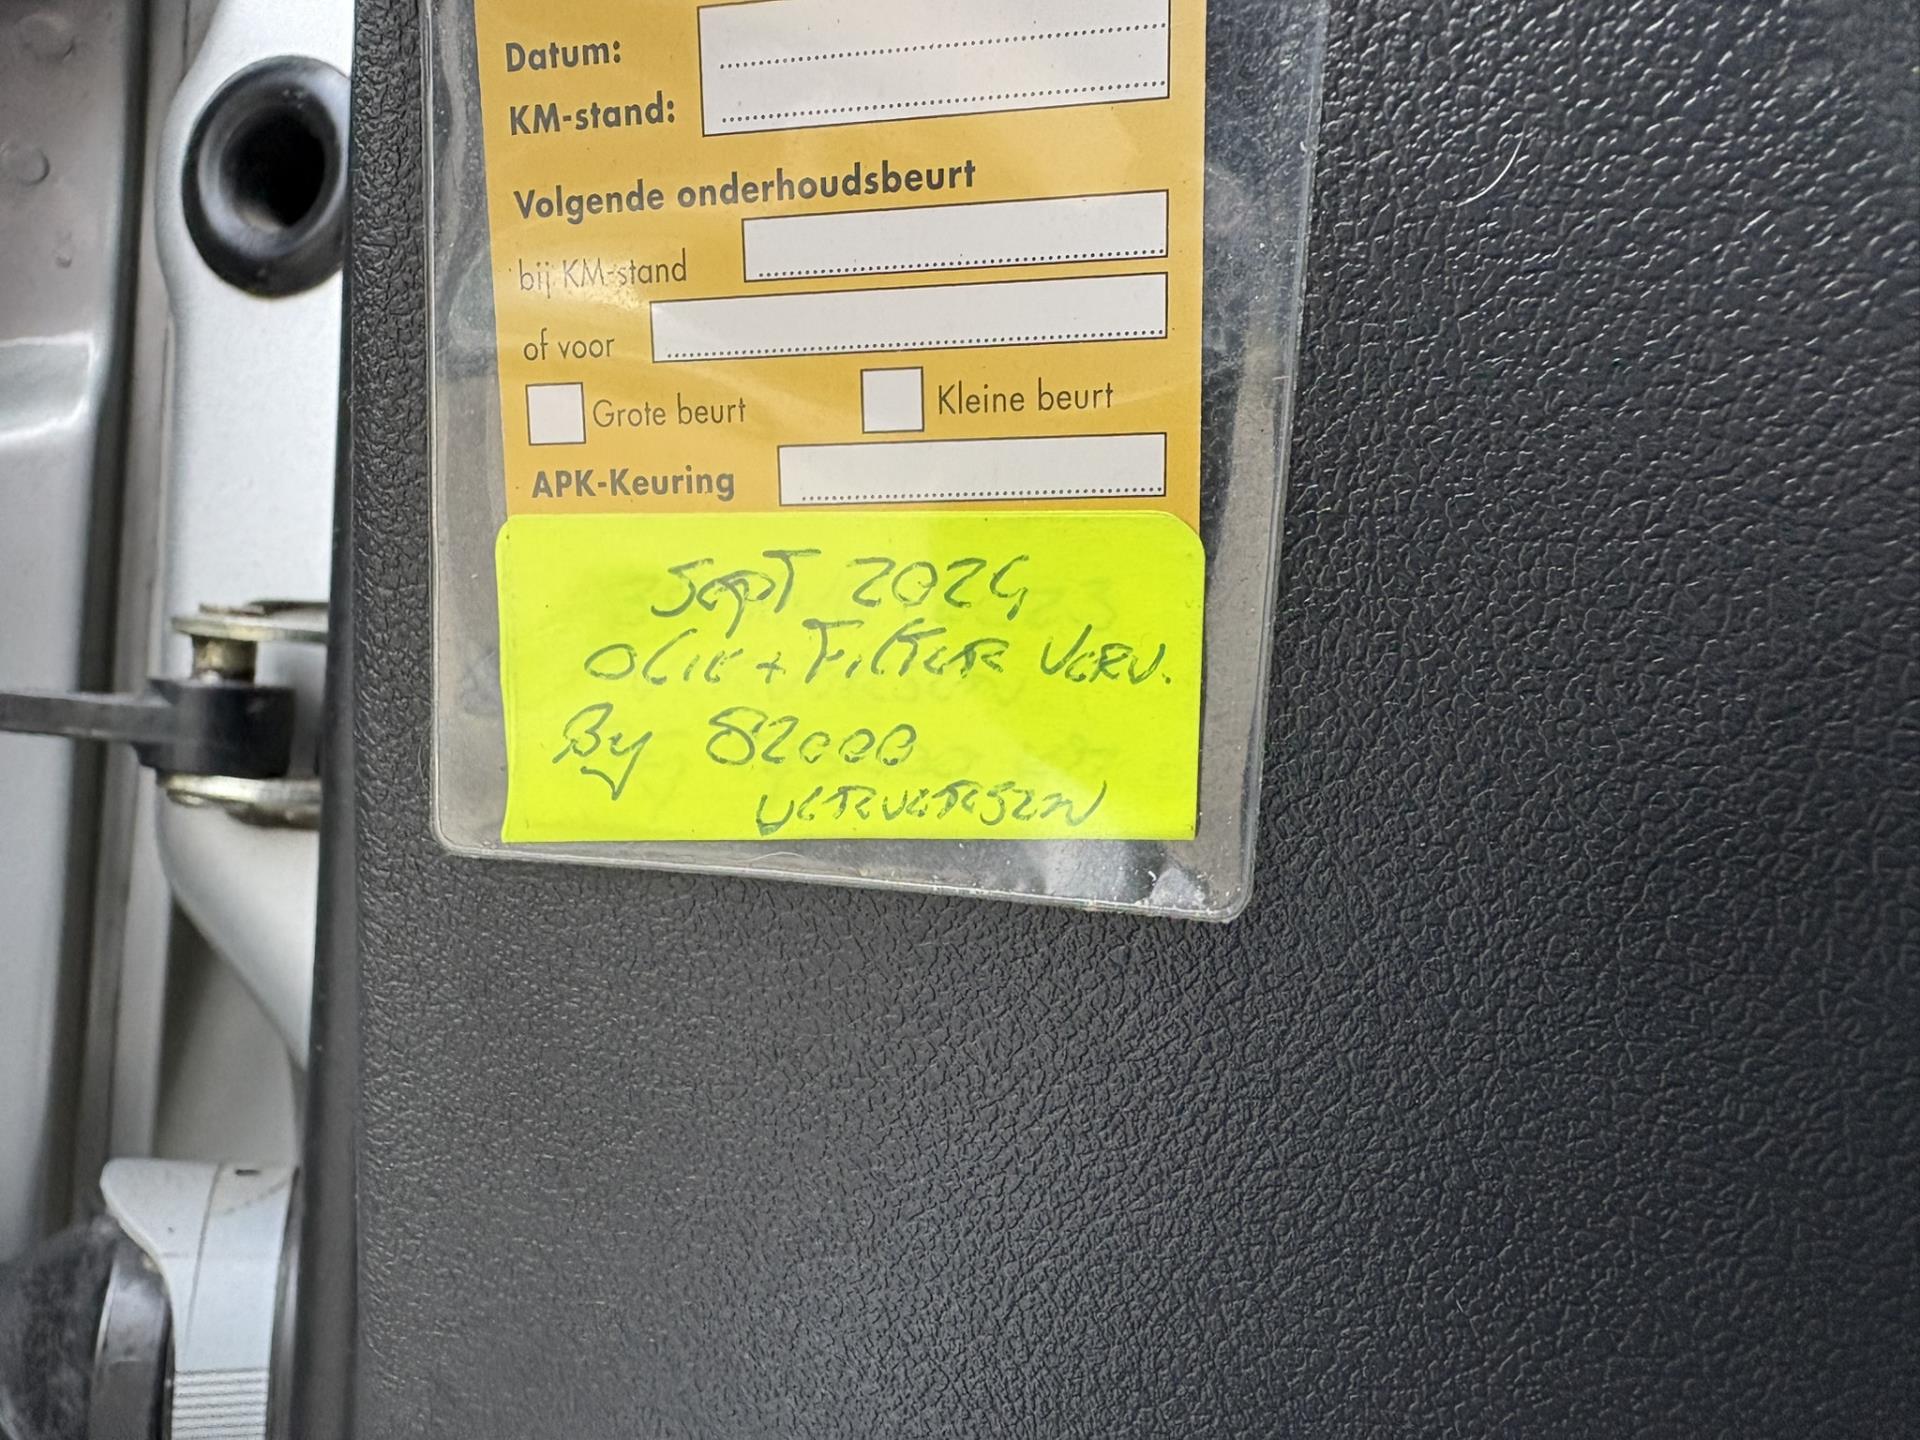 Datum:
KM-stand:
Volgende onderhoudsbeurt
bij KM-stand
of voor
Grote beurt
Kleine beurt
APK-Keuring
Sept 2024
Olie + Filter Verv.
By 82000
ververversen